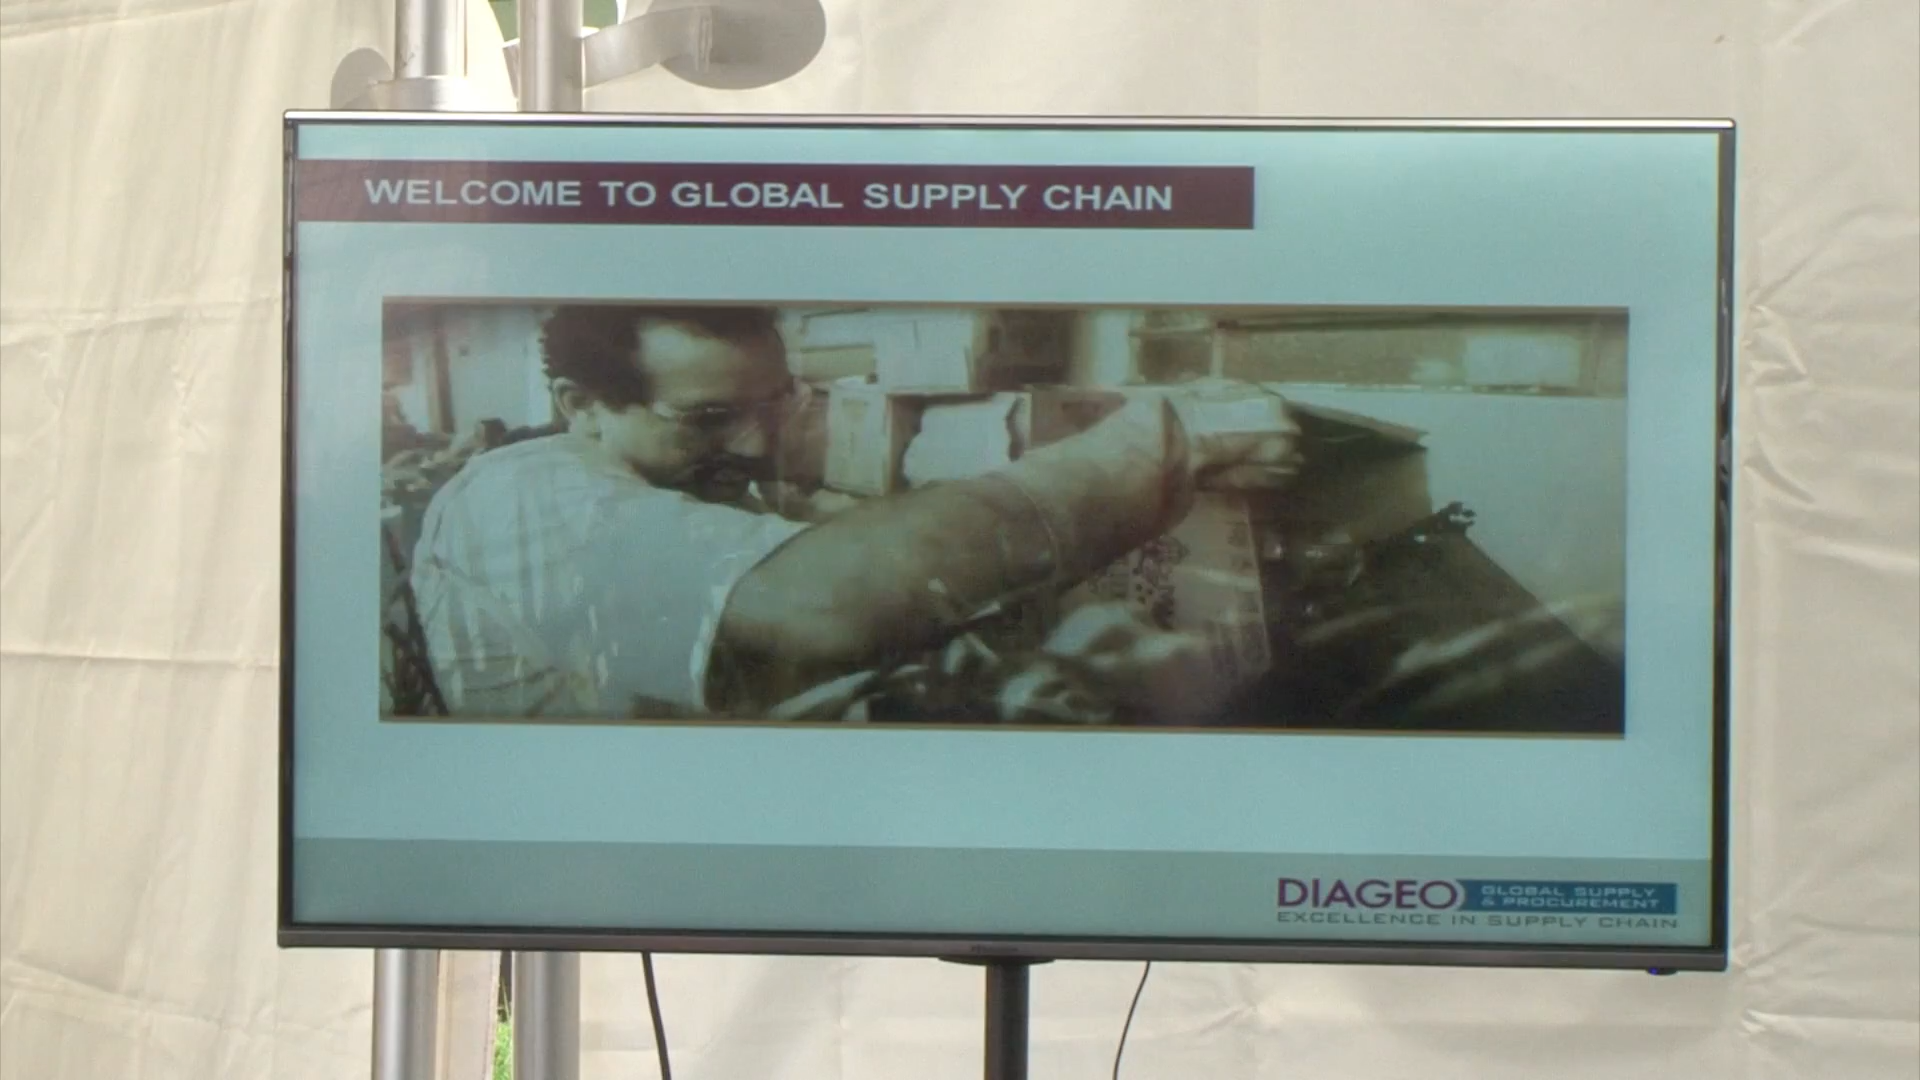 WELCOME TO GLOBAL SUPPLY CHAIN
DIAGEO
GLOBAL SUPPLY
& PROCUREMENT
EXCELLENCE IN SUPPLY CHAIN